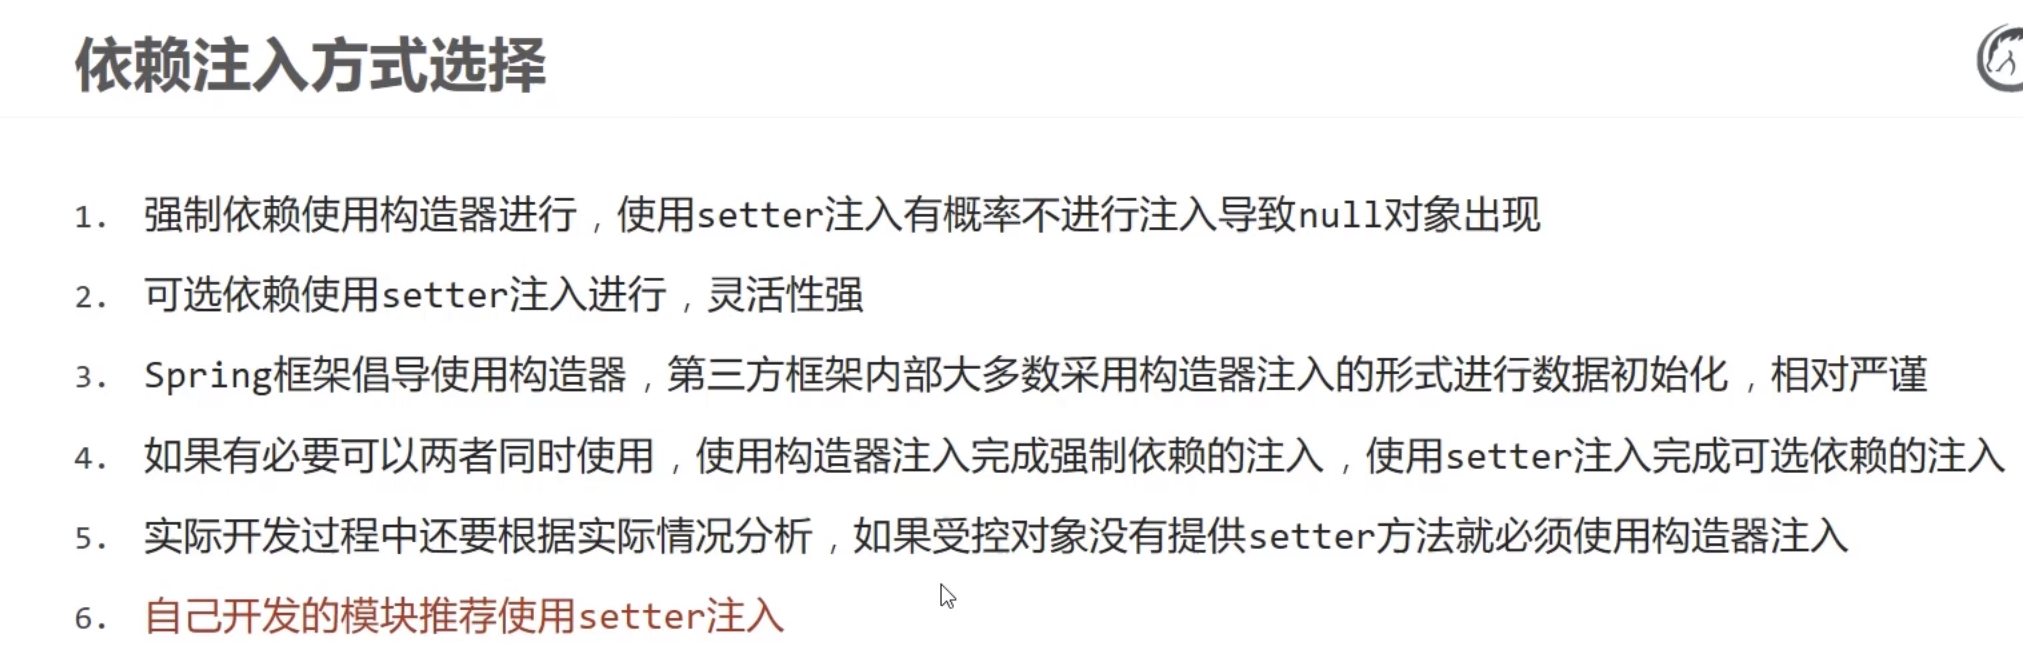 依赖注入方式选择
1. 强制依赖使用构造器进行，使用setter注入有概率不进行注入导致null对象出现
2. 可选依赖使用setter注入进行，灵活性强
3. Spring框架倡导使用构造器，第三方框架内部大多数采用构造器注入的形式进行数据初始化，相对严谨
4. 如果有必要可以两者同时使用，使用构造器注入完成强制依赖的注入，使用setter注入完成可选依赖的注入
5. 实际开发过程中还要根据实际情况分析，如果受控对象没有提供setter方法就必须使用构造器注入
6. 自己开发的模块推荐使用setter注入